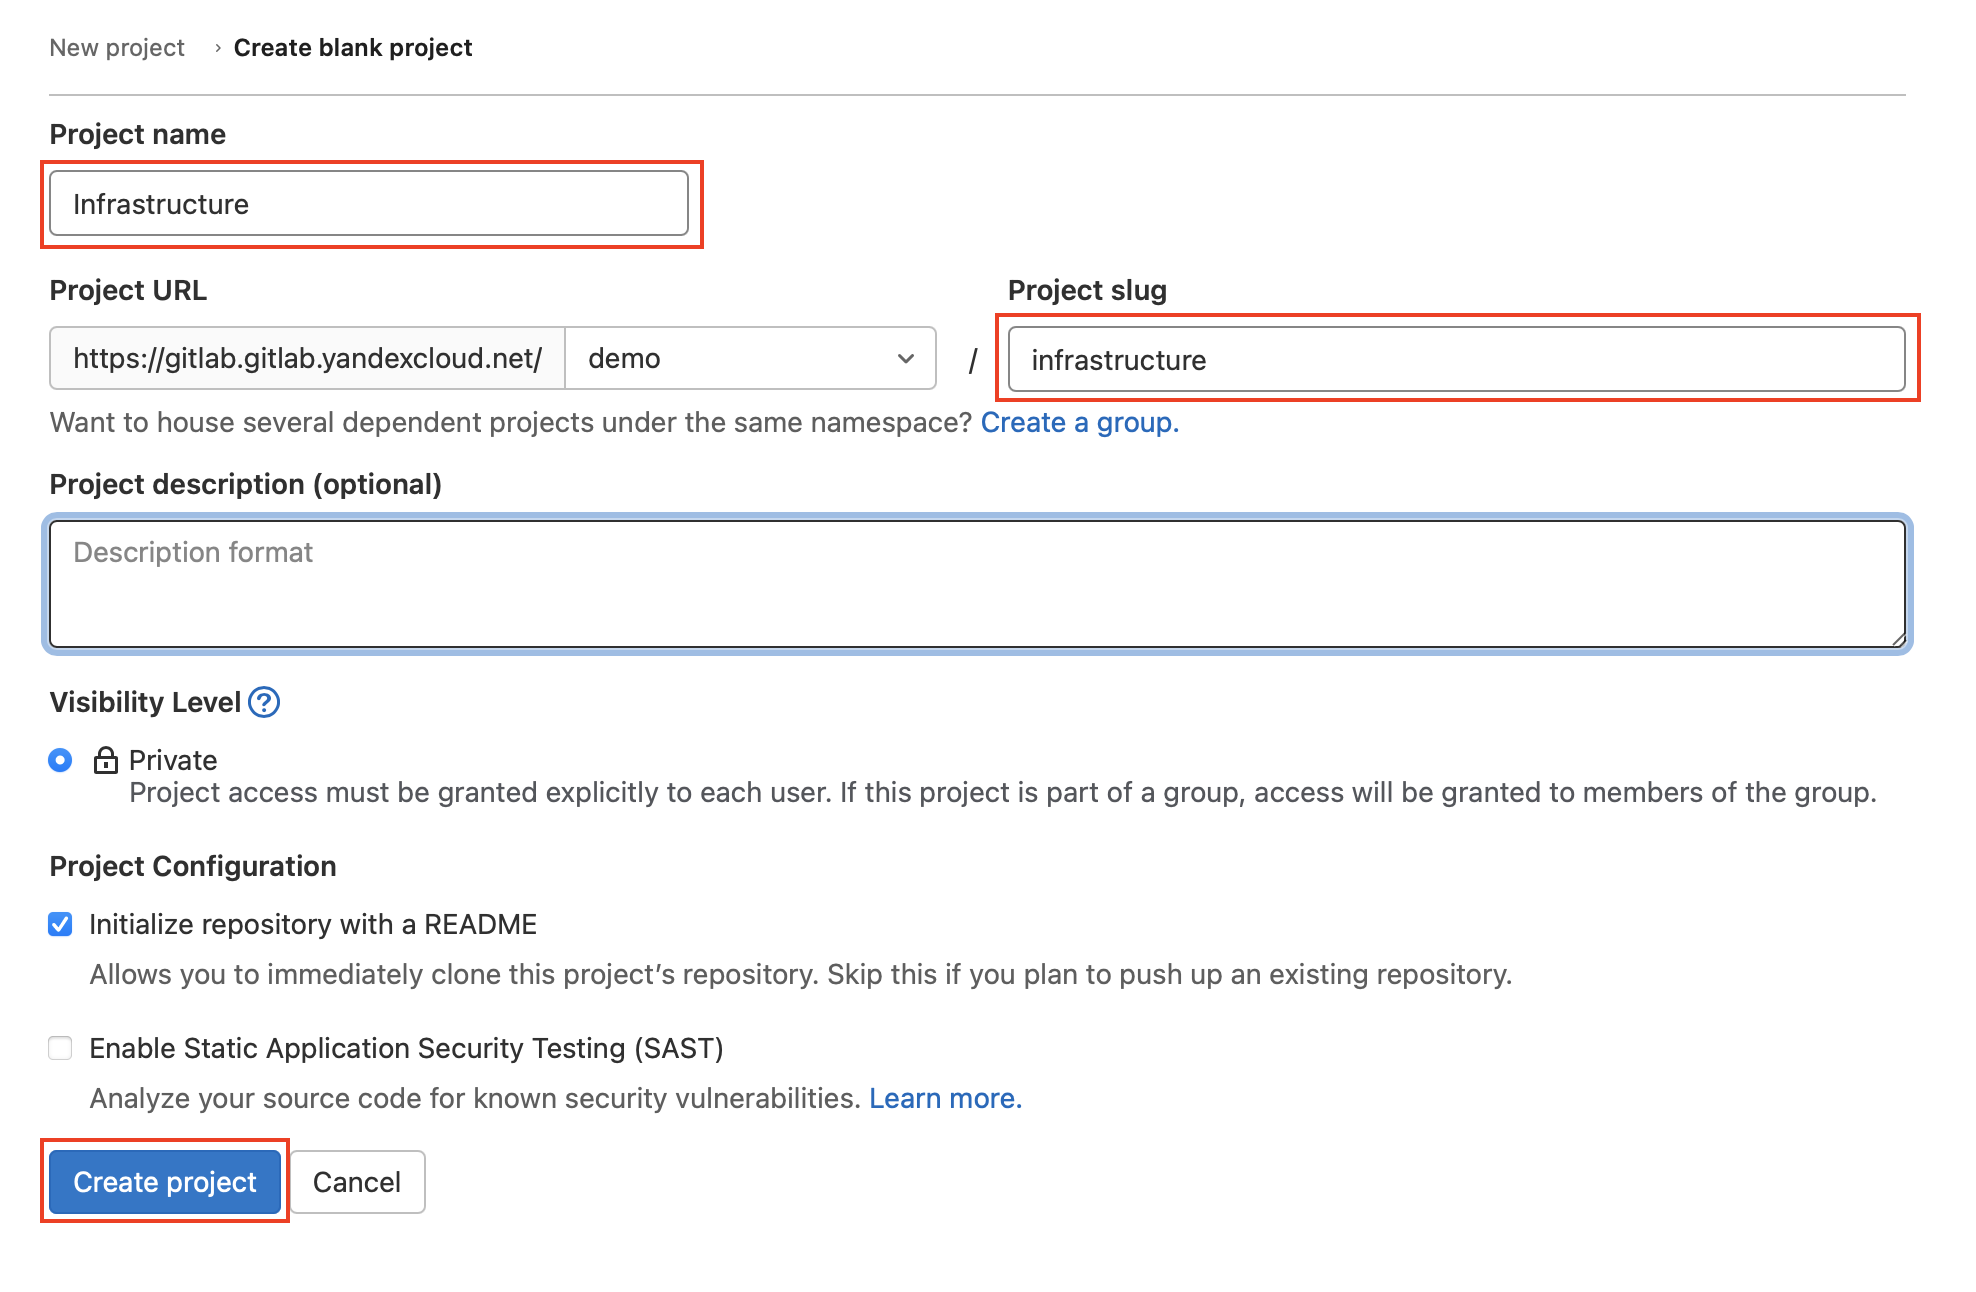 New project › Create blank project
Project name
Infrastructure
Project URL
Project slug
https://gitlab.gitlab.yandexcloud.net/ demo / infrastructure
Want to house several dependent projects under the same namespace? Create a group.
Project description (optional)
Description format
Visibility Level ?
Private
Project access must be granted explicitly to each user. If this project is part of a group, access will be granted to members of the group.
Project Configuration
Initialize repository with a README
Allows you to immediately clone this project’s repository. Skip this if you plan to push up an existing repository.
Enable Static Application Security Testing (SAST)
Analyze your source code for known security vulnerabilities. Learn more.
Create project Cancel